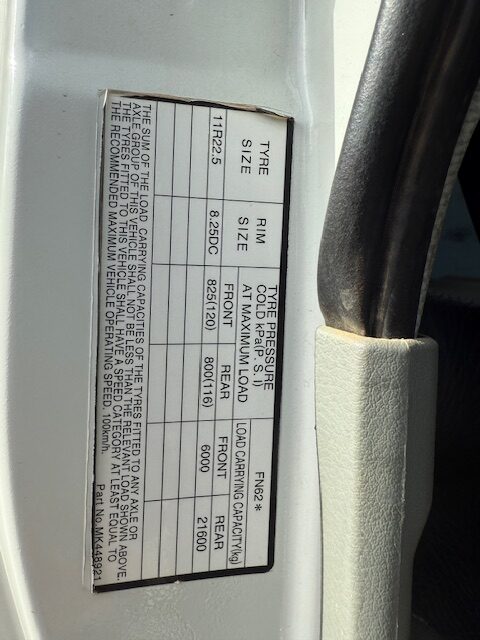 TYRE SIZE
RIM SIZE
TYRE PRESSURE
COLD kPa(P. S. I)
AT MAXIMUM LOAD
FN62*
LOAD CARRYING CAPACITY(kg)
FRONT REAR FRONT REAR
11R22.5 8.25DC 825(120) 800(116) 6000 21600
THE SUM OF THE LOAD CARRYING CAPACITIES OF THE TYRES FITTED TO ANY AXLE OR
AXLE GROUP OF THIS VEHICLE SHALL NOT BE LESS THAN THE RELEVANT LOAD SHOWN ABOVE.
THE TYRES FITTED TO THIS VEHICLE SHALL HAVE A SPEED CATEGORY AT LEAST EQUAL TO
THE RECOMMENDED MAXIMUM VEHICLE OPERATING SPEED. 100km/h.
Part No.MK448921